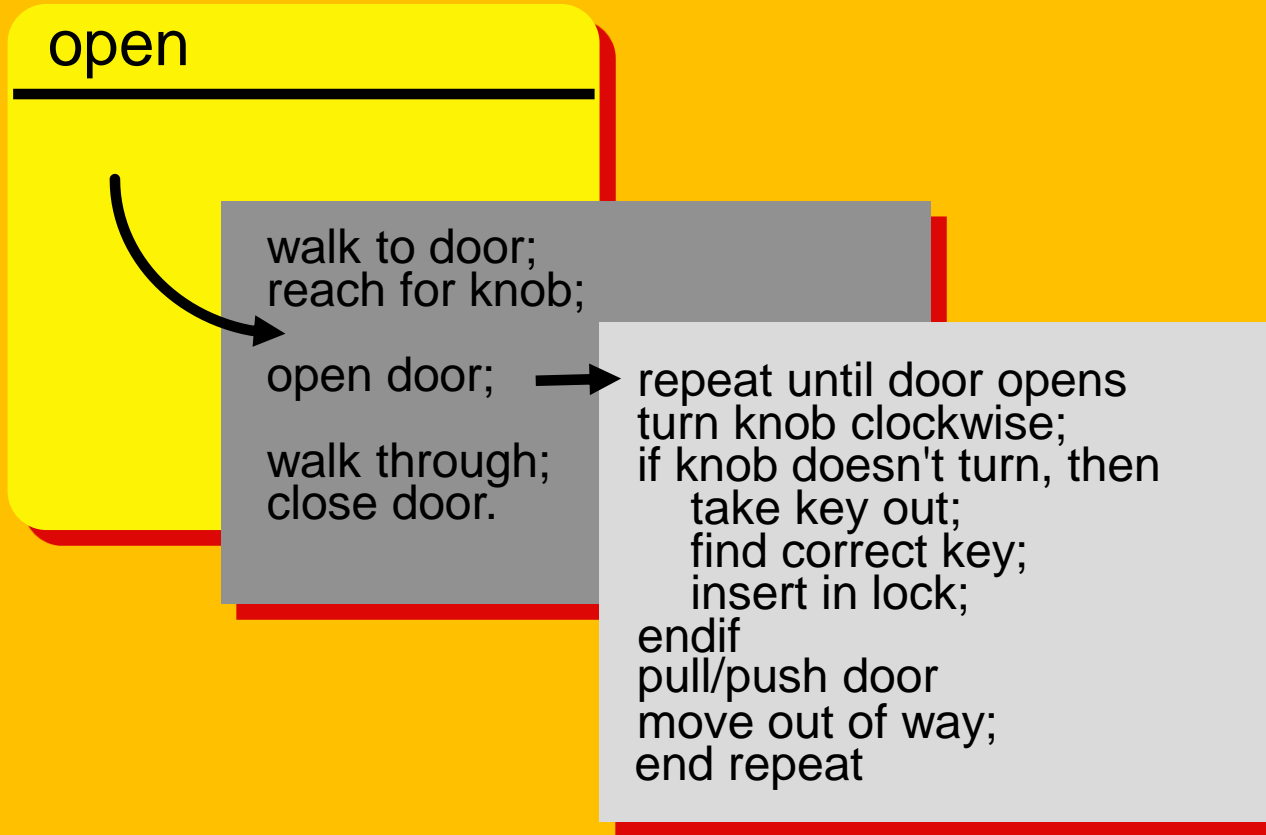 open
walk to door;
reach for knob;
open door;
walk through;
close door.
repeat until door opens
turn knob clockwise;
if knob doesn't turn, then
take key out;
find correct key;
insert in lock;
endif
pull/push door
move out of way;
end repeat